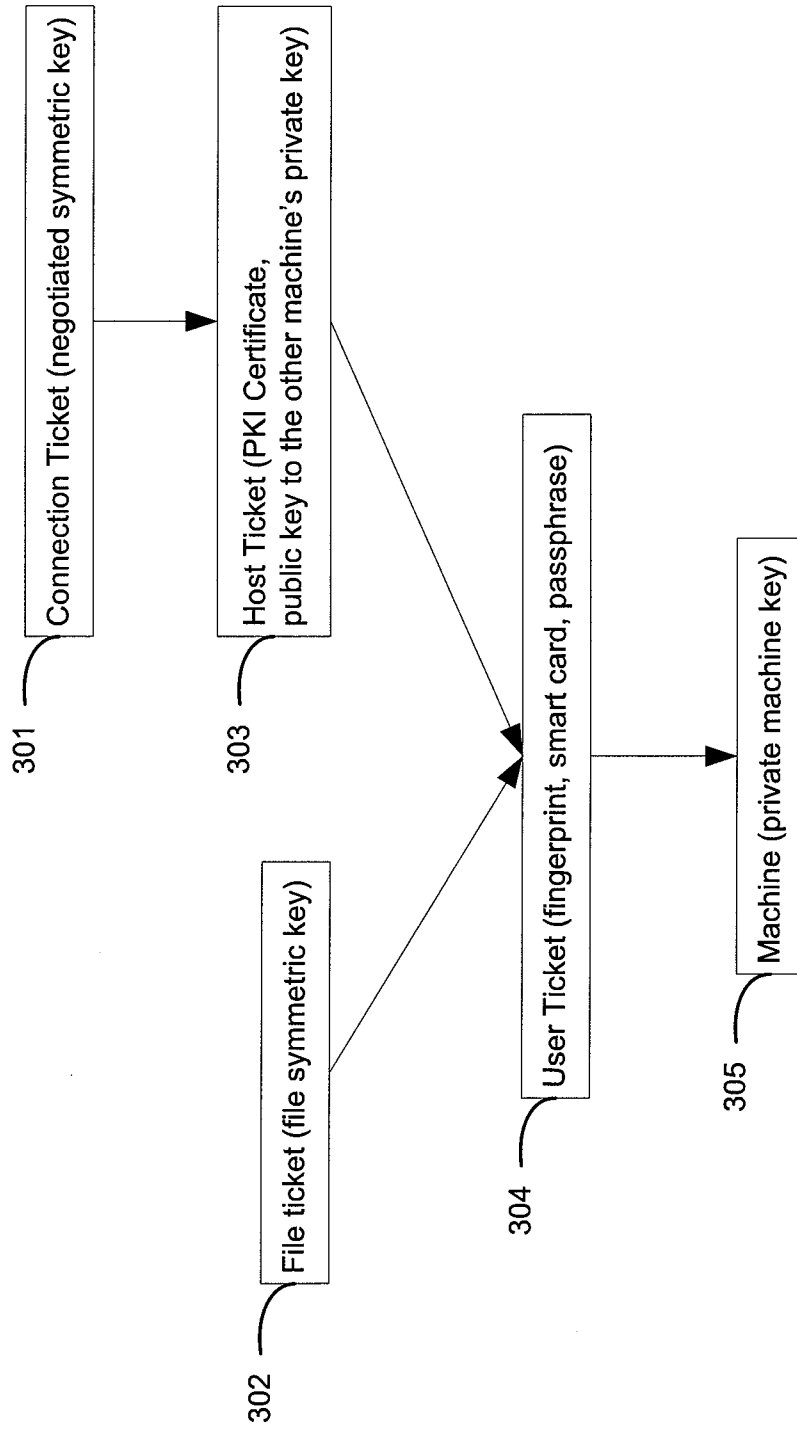 301
Connection Ticket (negotiated symmetric key)
303
Host Ticket (PKI Certificate,
public key to the other machine's private key)
302
File ticket (file symmetric key)
304
User Ticket (fingerprint, smart card, passphrase)
305
Machine (private machine key)